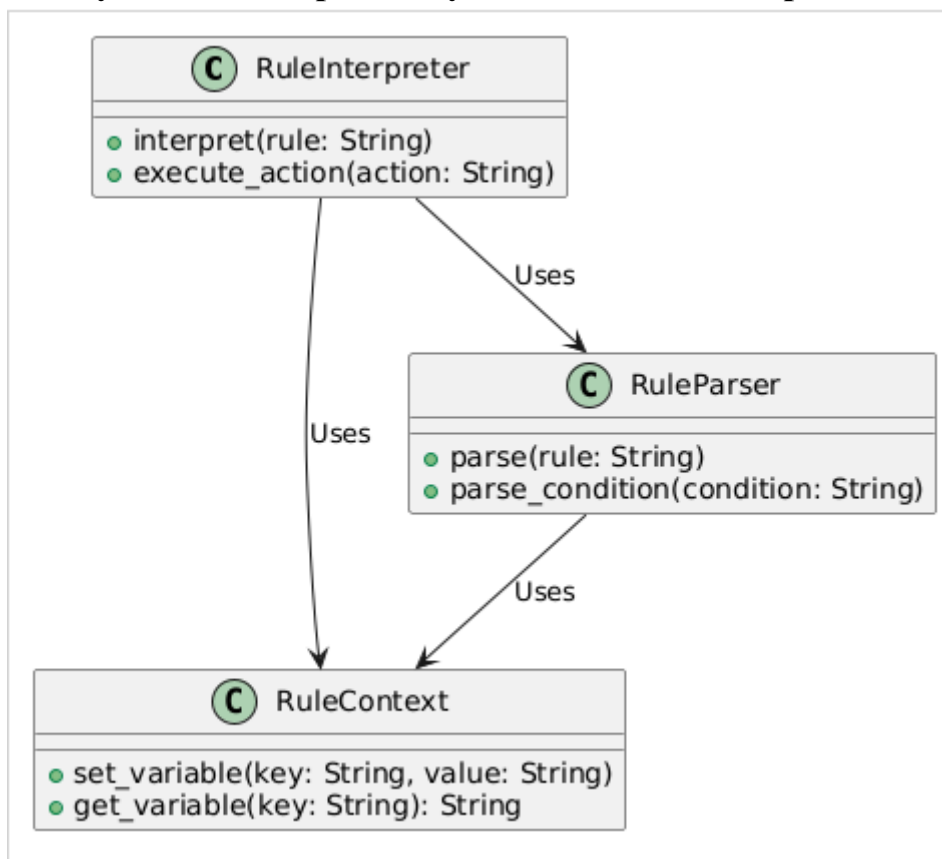 C RuleInterpreter
interpret(rule: String)
execute_action(action: String)
Uses
C RuleParser
parse(rule: String)
parse_condition(condition: String)
Uses
Uses
C RuleContext
set_variable(key: String, value: String)
get_variable(key: String): String